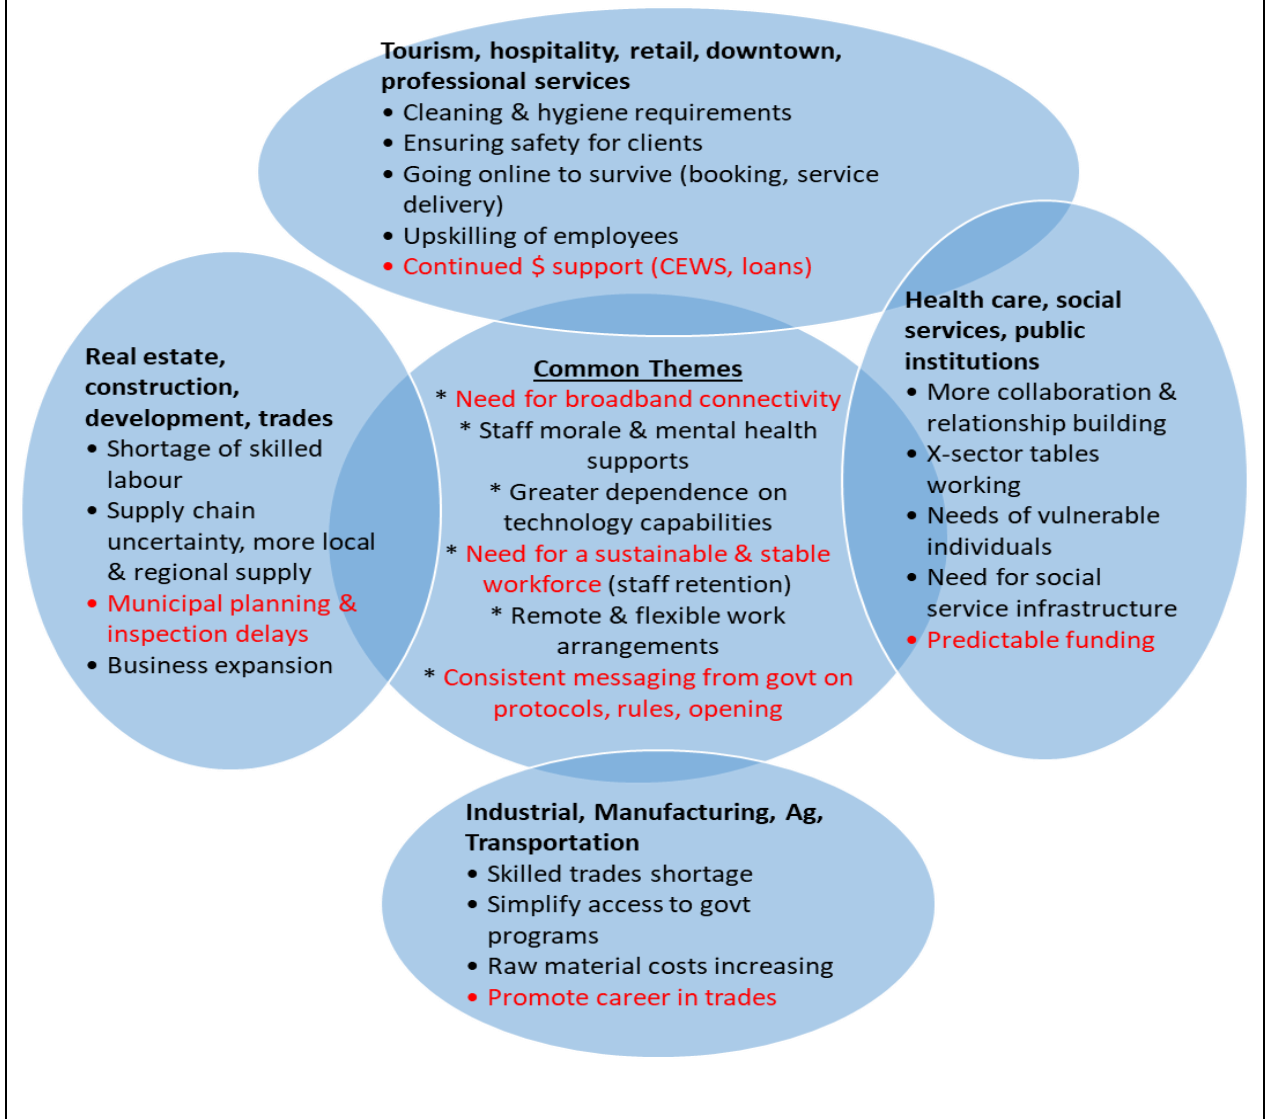 Tourism, hospitality, retail, downtown,
professional services
• Cleaning & hygiene requirements
• Ensuring safety for clients
• Going online to survive (booking, service
delivery)
• Upskilling of employees
• Continued $ support (CEWS, loans)
Real estate,
construction,
development, trades
• Shortage of skilled
labour
• Supply chain
uncertainty, more local
& regional supply
• Municipal planning &
inspection delays
• Business expansion
Common Themes
* Need for broadband connectivity
* Staff morale & mental health
supports
* Greater dependence on
technology capabilities
* Need for a sustainable & stable
workforce (staff retention)
* Remote & flexible work
arrangements
* Consistent messaging from govt on
protocols, rules, opening
Health care, social
services, public
institutions
• More collaboration &
relationship building
• X-sector tables
working
• Needs of vulnerable
individuals
• Need for social
service infrastructure
• Predictable funding
Industrial, Manufacturing, Ag,
Transportation
• Skilled trades shortage
• Simplify access to govt
programs
• Raw material costs increasing
• Promote career in trades